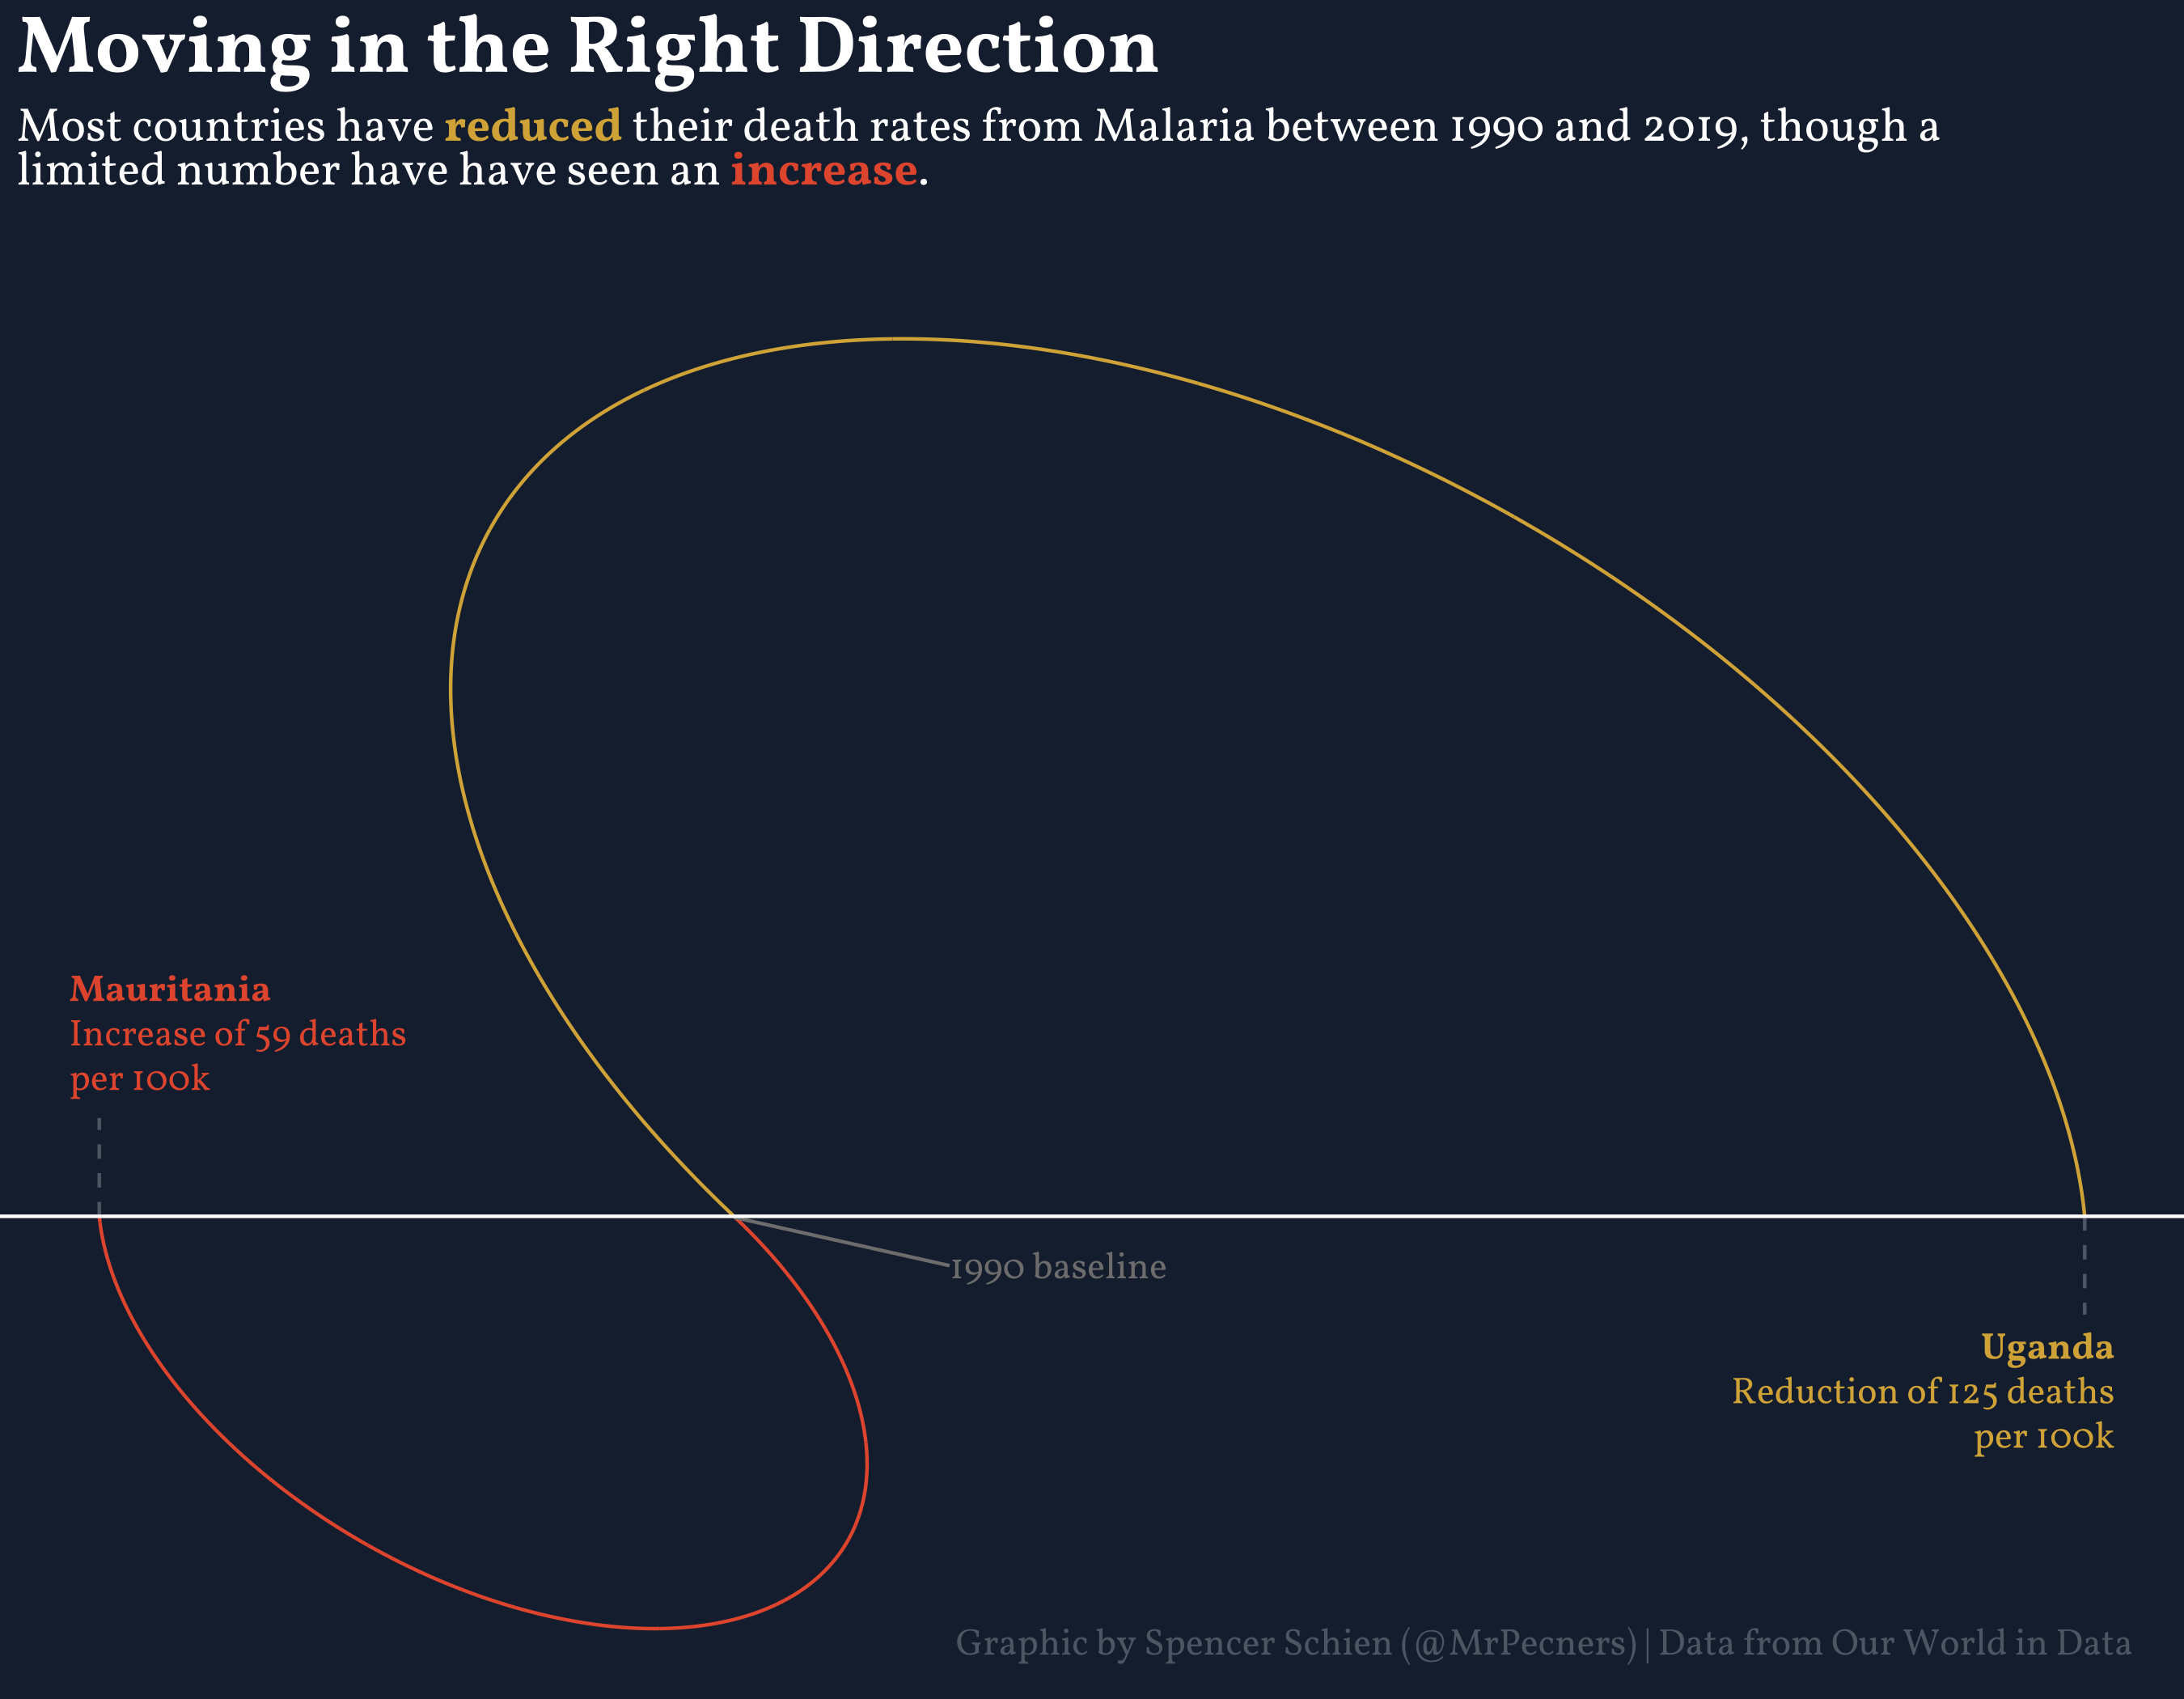 Moving in the Right Direction
Most countries have reduced their death rates from Malaria between 1990 and 2019, though a
limited number have have seen an increase.
Mauritania
Increase of 59 deaths
per 100k
1990 baseline
Uganda
Reduction of 125 deaths
per 100k
Graphic by Spencer Schien (@MrPecners) | Data from Our World in Data